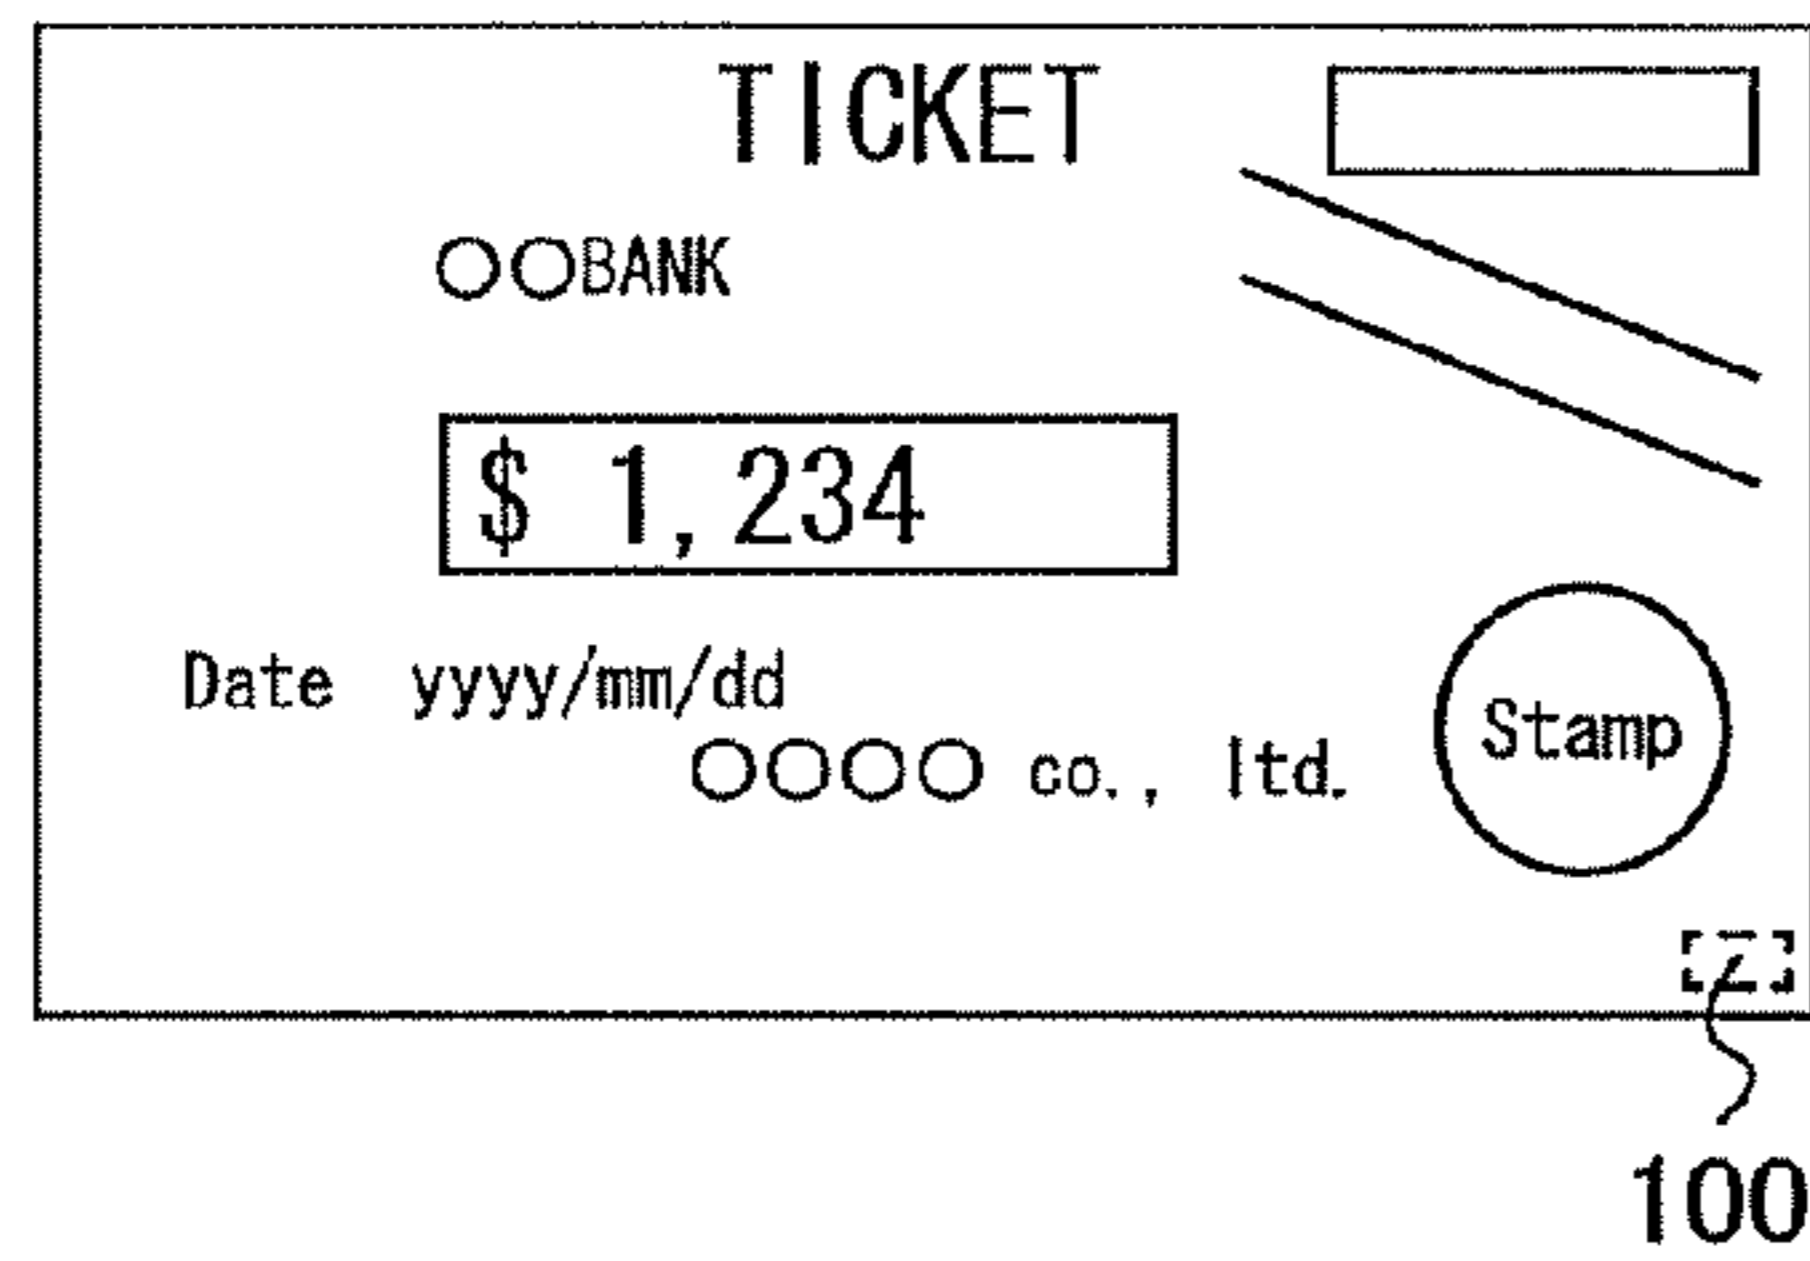 TICKET
○○BANK
$ 1,234
Date yyyy/mm/dd
○○○○ co., ltd.
Stamp
100